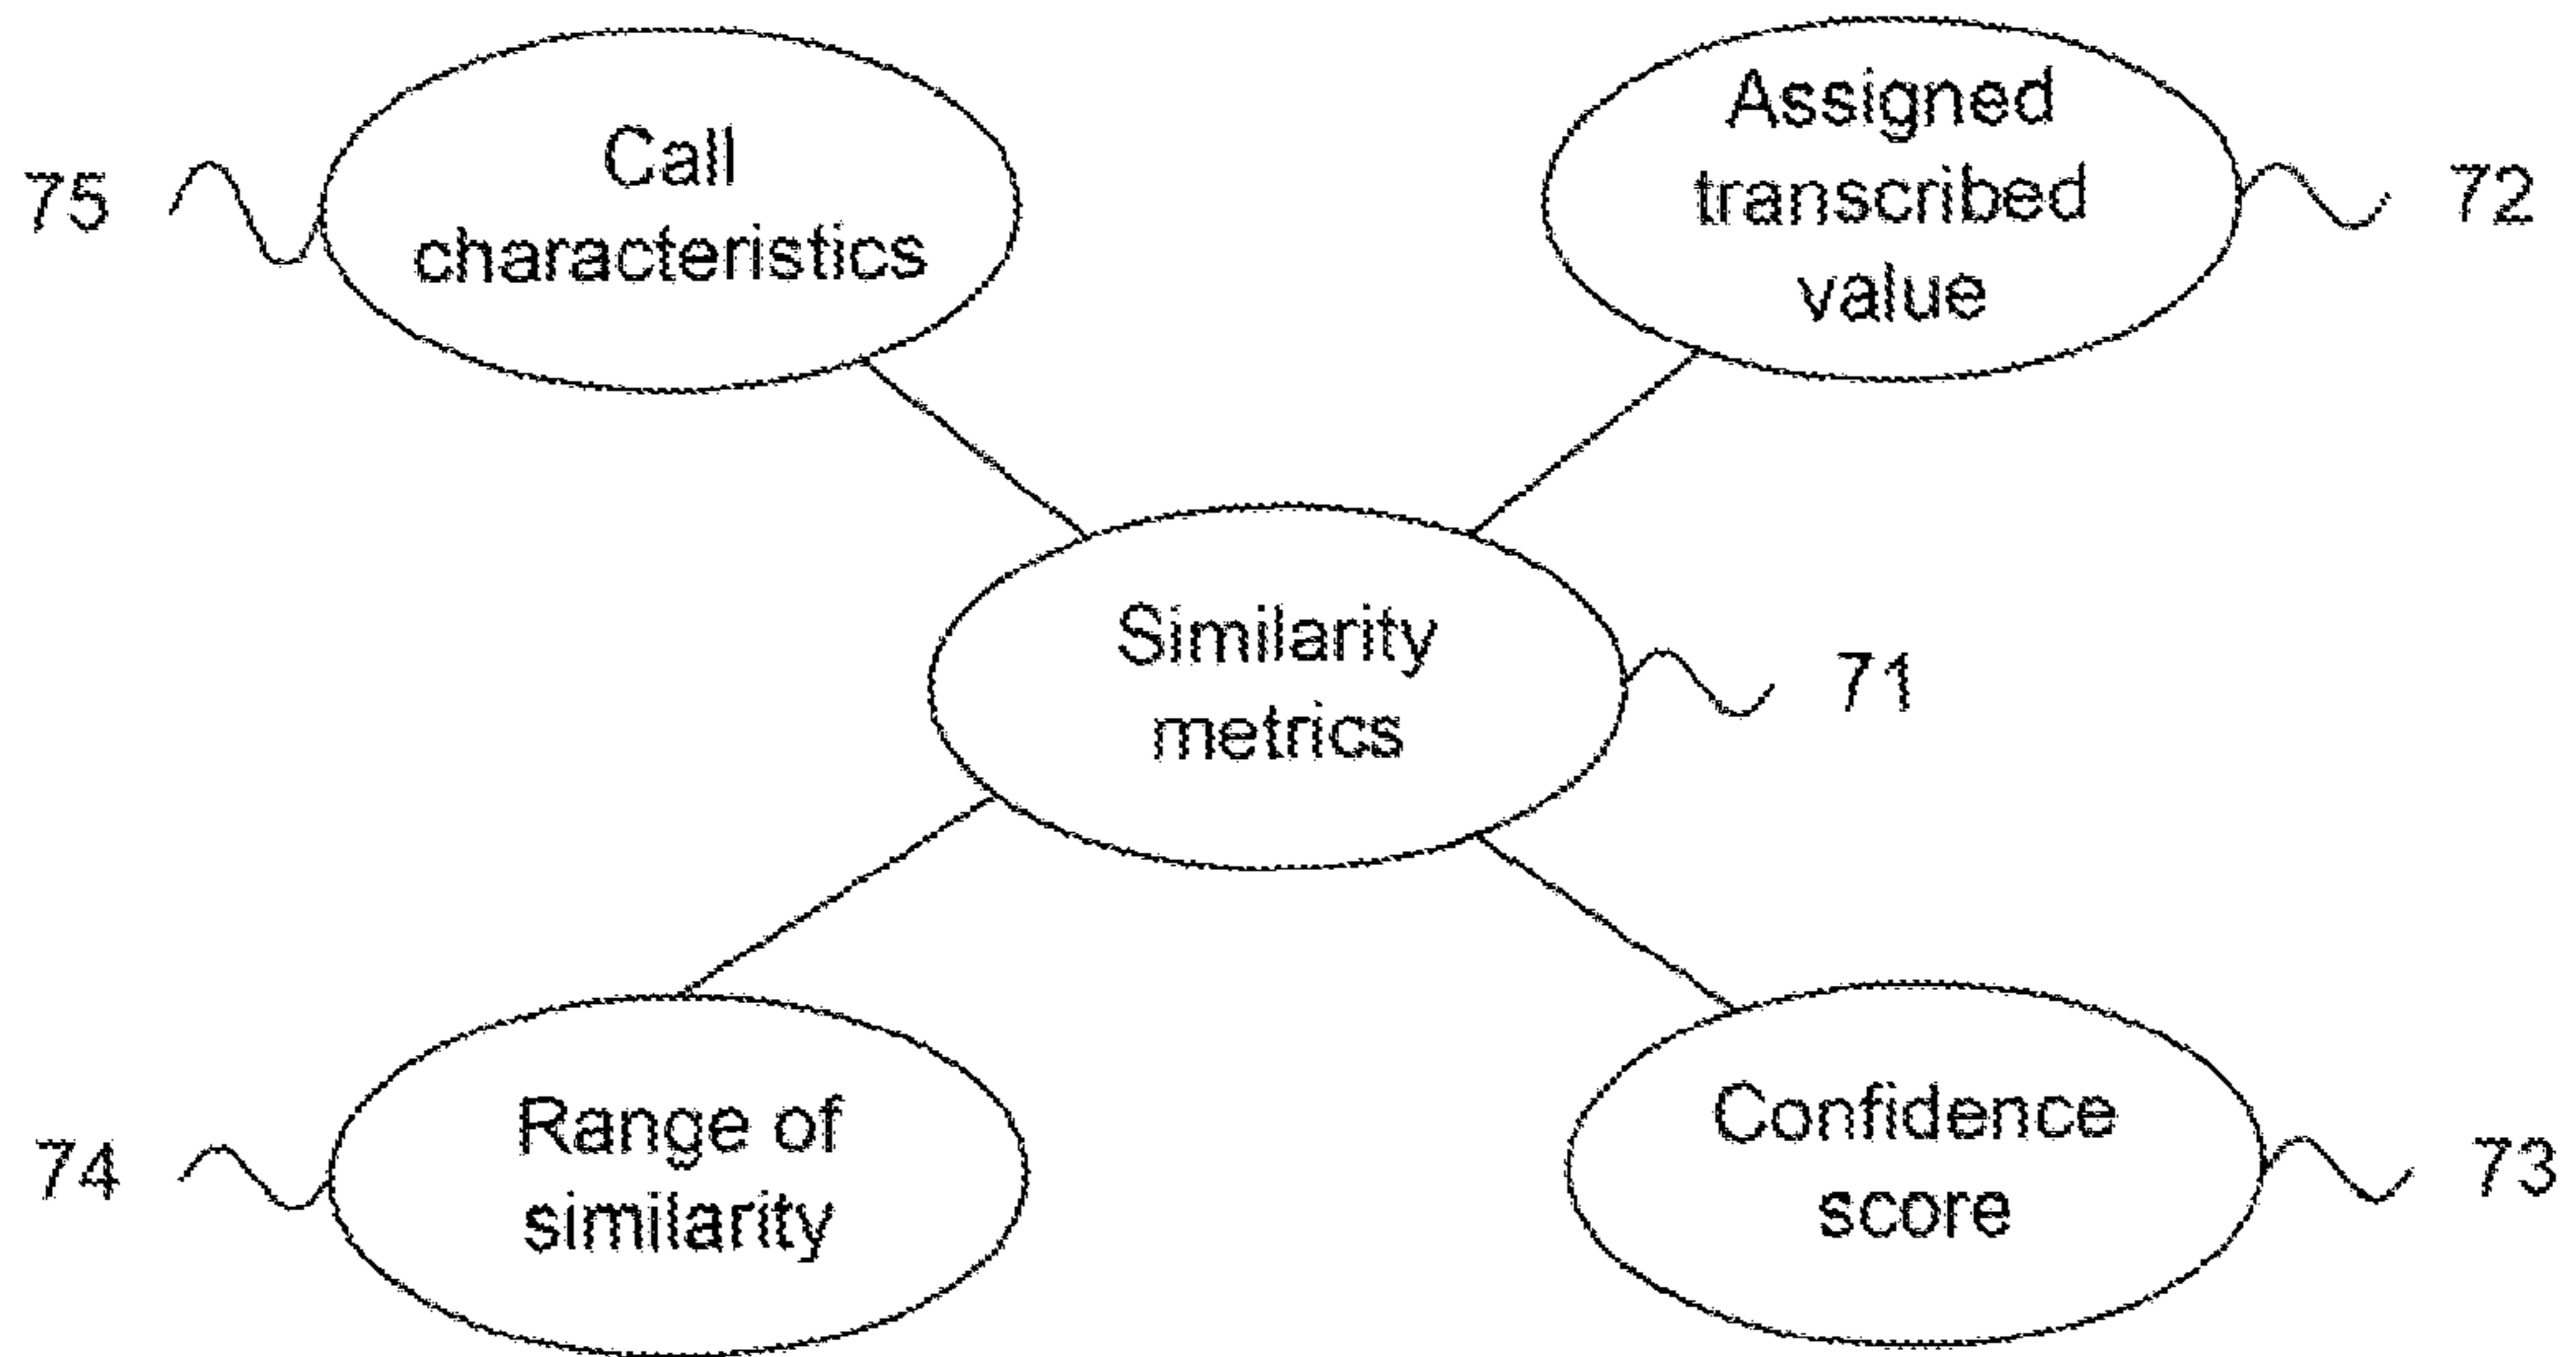 75
Call
characteristics
Assigned
transcribed
value
72
Similarity
metrics
71
74
Range of
similarity
Confidence
score
73